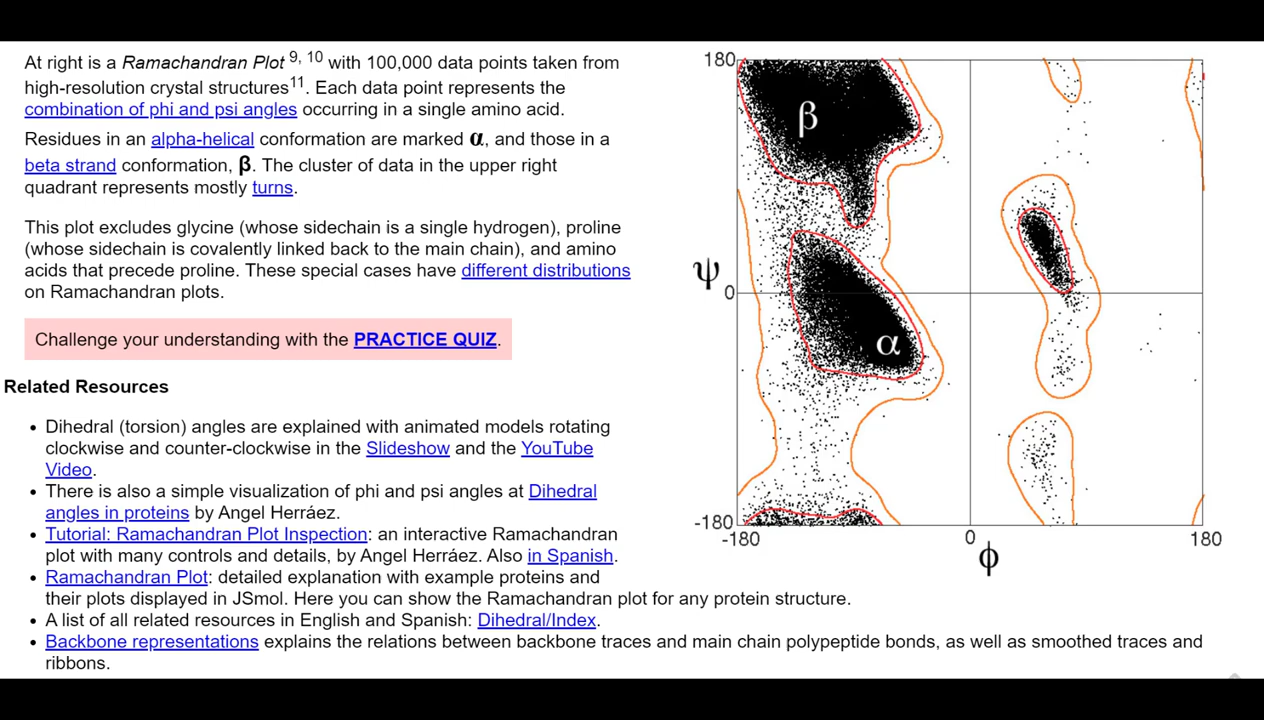 At right is a Ramachandran Plot 9, 10 with 100,000 data points taken from
high-resolution crystal structures11. Each data point represents the
combination of phi and psi angles occurring in a single amino acid.
Residues in an alpha-helical conformation are marked α, and those in a
beta strand conformation, β. The cluster of data in the upper right
quadrant represents mostly turns.
This plot excludes glycine (whose sidechain is a single hydrogen), proline
(whose sidechain is covalently linked back to the main chain), and amino
acids that precede proline. These special cases have different distributions
on Ramachandran plots.
Challenge your understanding with the PRACTICE QUIZ.
Related Resources
• Dihedral (torsion) angles are explained with animated models rotating
clockwise and counter-clockwise in the Slideshow and the YouTube
Video.
• There is also a simple visualization of phi and psi angles at Dihedral
angles in proteins by Angel Herráez.
• Tutorial: Ramachandran Plot Inspection: an interactive Ramachandran
plot with many controls and details, by Angel Herráez. Also in Spanish.
• Ramachandran Plot: detailed explanation with example proteins and
their plots displayed in JSmol. Here you can show the Ramachandran plot for any protein structure.
• A list of all related resources in English and Spanish: Dihedral/Index.
• Backbone representations explains the relations between backbone traces and main chain polypeptide bonds, as well as smoothed traces and
ribbons.
180
β
ψ
0
α
-180
-180 0 180
ϕ